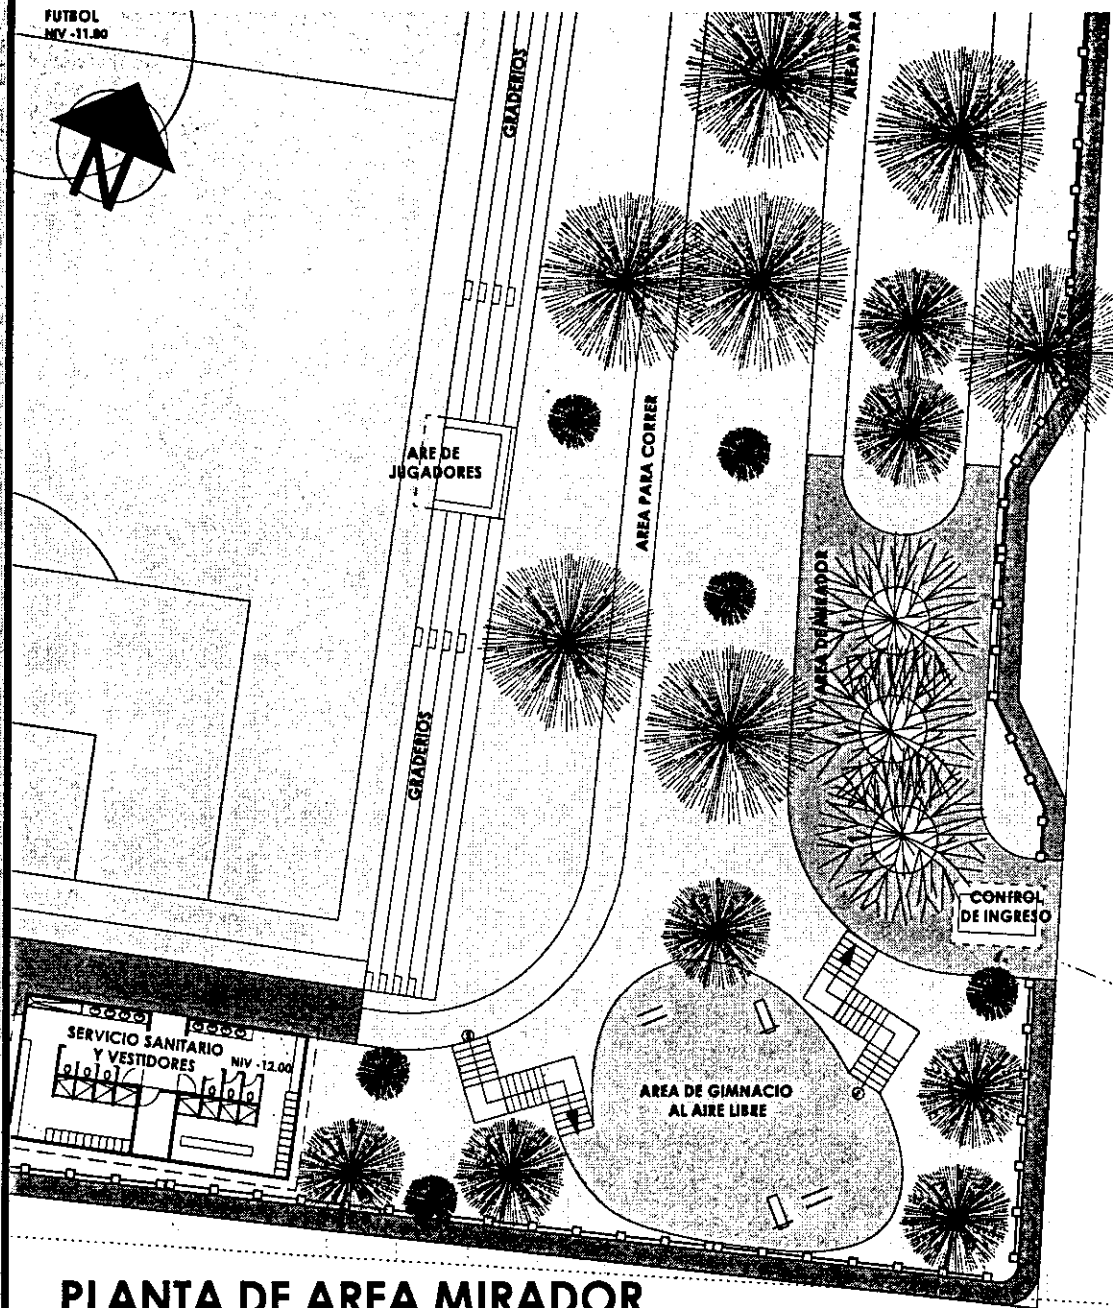 FUTBOL
NIV -11.80
GRADERIOS
AREA PARA
ARE DE
JUGADORES
AREA PARA CORRER
AREA DE MIRADOR
GRADERIOS
CONTROL
DE INGRESO
SERVICIO SANITARIO
Y VESTIDORES
NIV -12.00
AREA DE GIMNACIO
AL AIRE LIBRE
PLANTA DE AREA MIRADOR